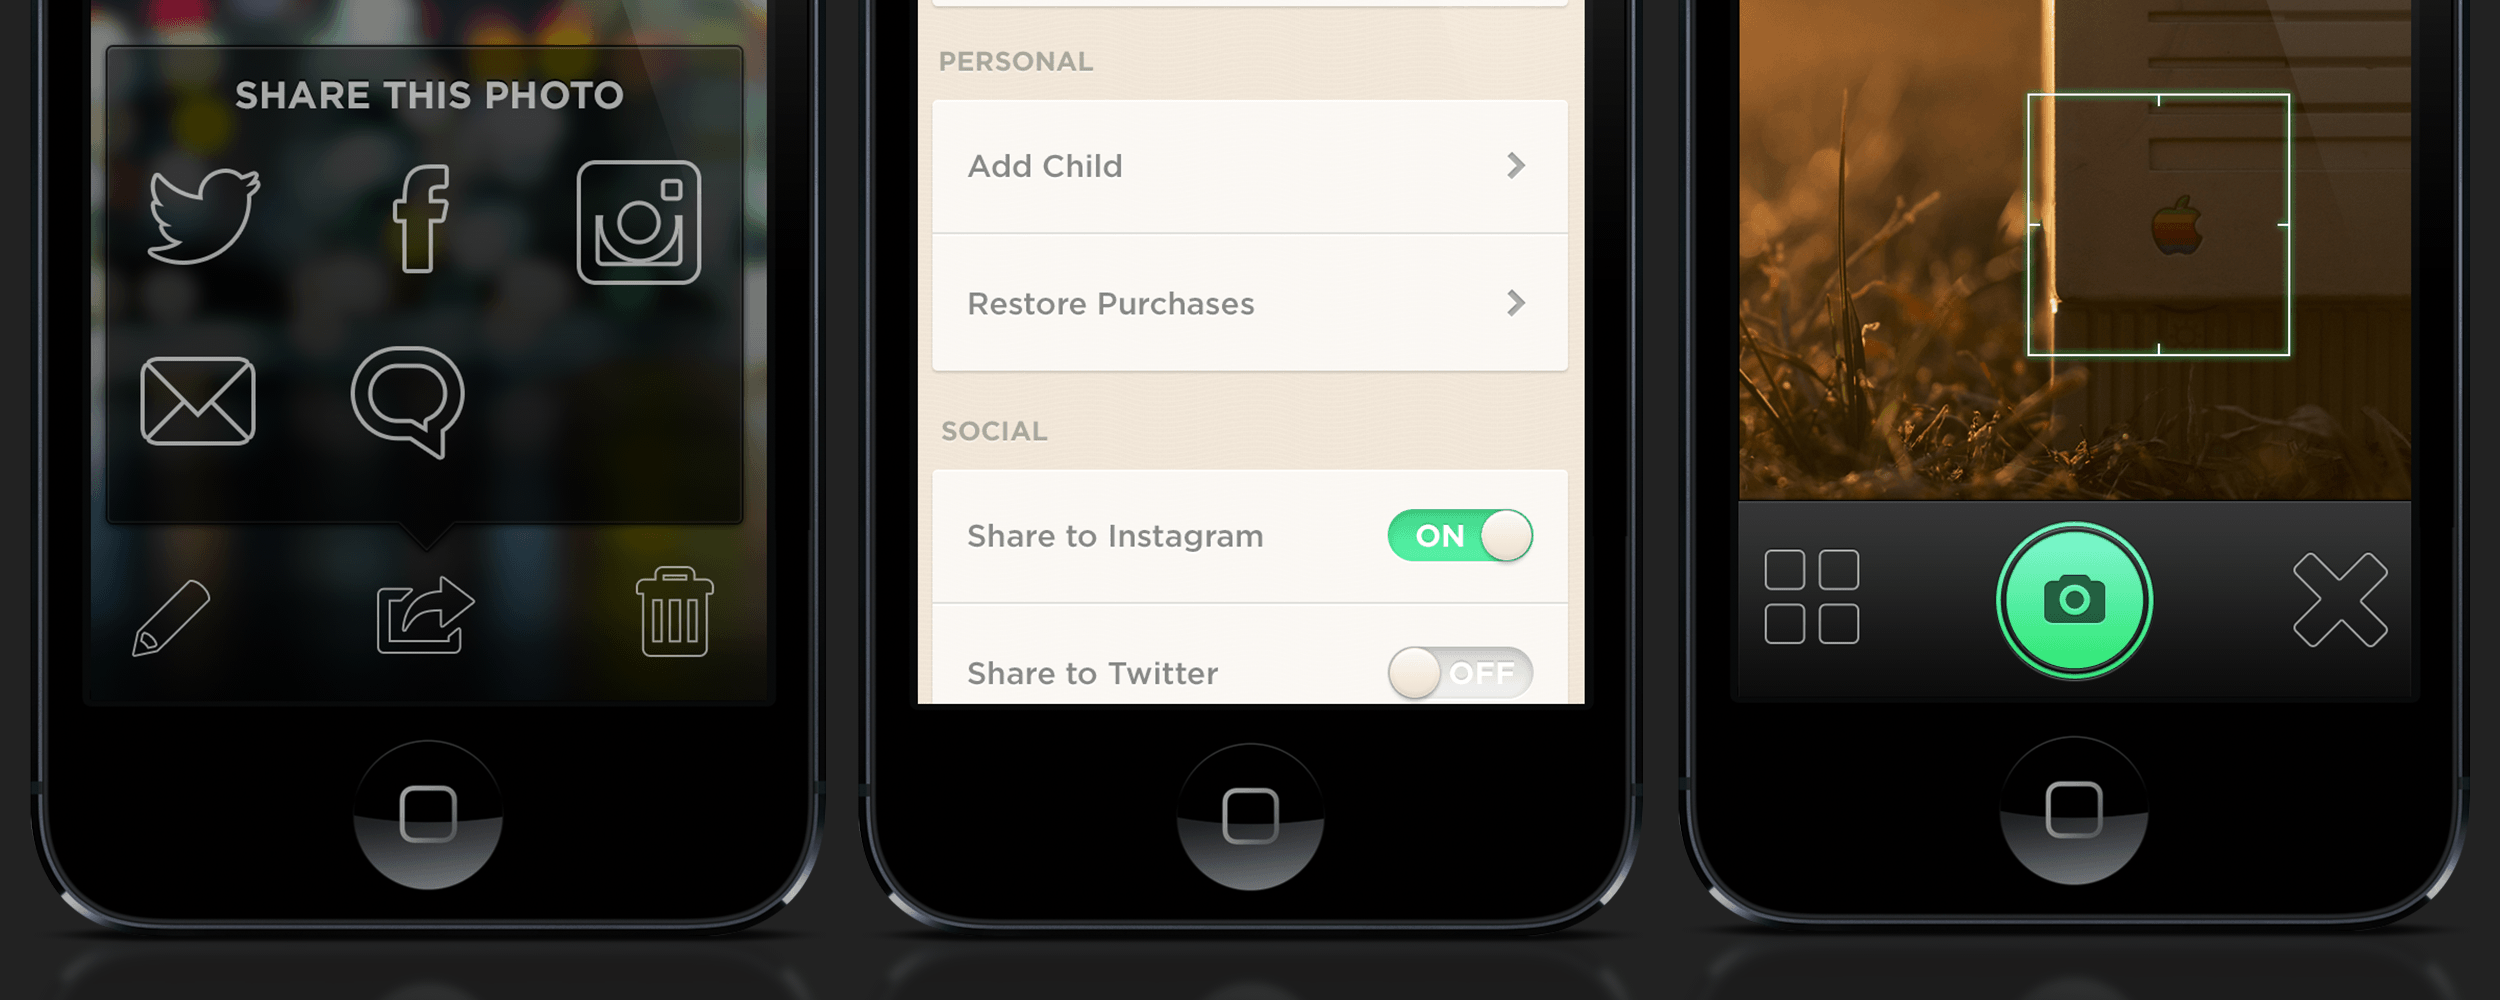 SHARE THIS PHOTO
PERSONAL
Add Child
Restore Purchases
SOCIAL
Share to Instagram
ON
Share to Twitter
OFF